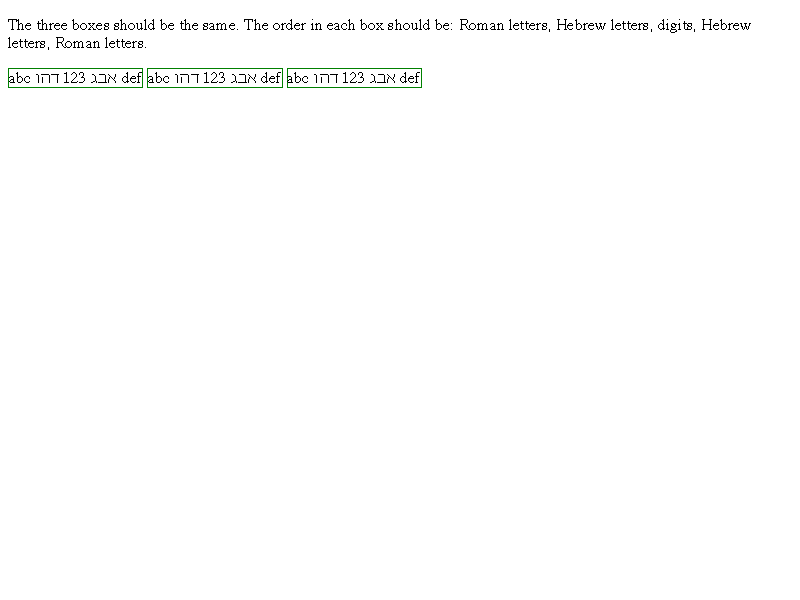 The three boxes should be the same. The order in each box should be: Roman letters, Hebrew letters, digits, Hebrew
letters, Roman letters.
abc אבג 123 דהו def abc אבג 123 דהו def abc אבג 123 דהו def